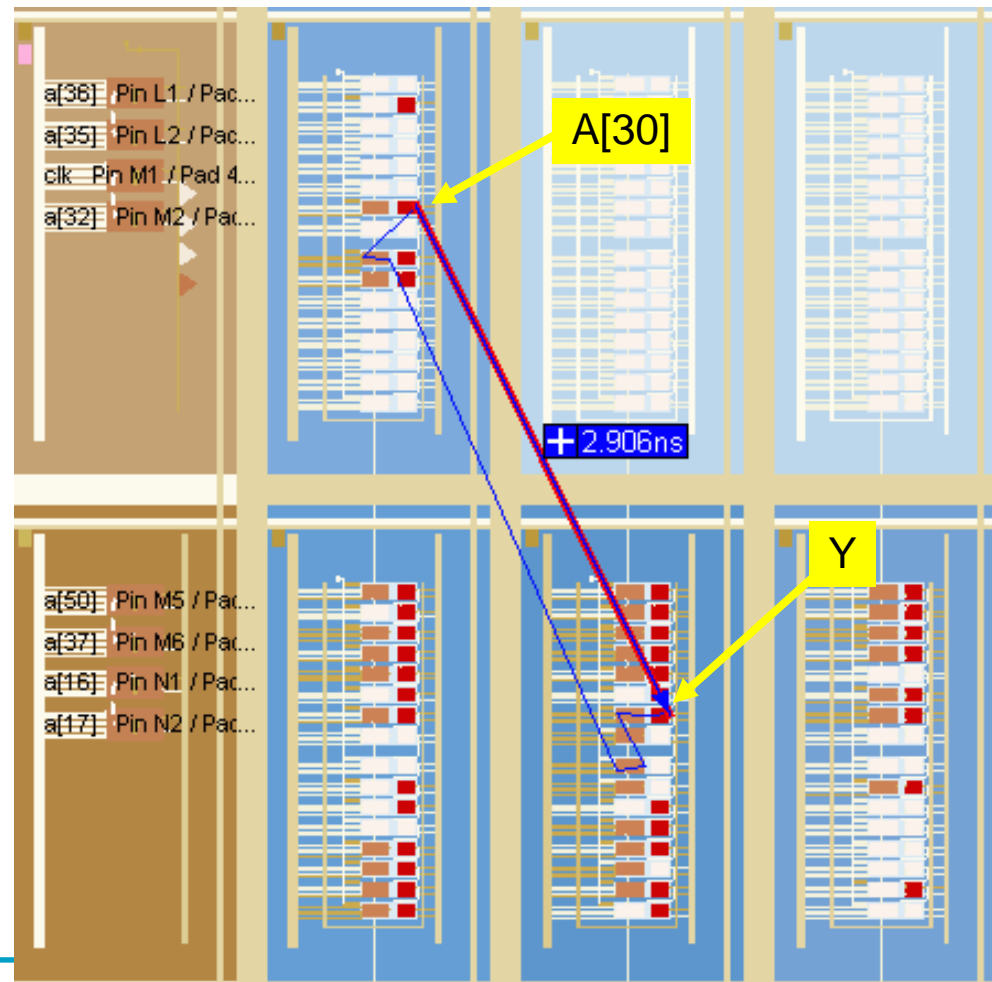 a[36] Pin L1 / Pac...
a[35] Pin L2 / Pac...
clk Pin M1 / Pad 4...
a[32] Pin M2 / Pac...
A[30]
2.906ns
Y
a[50] Pin M5 / Pac...
a[37] Pin M6 / Pac...
a[16] Pin N1 / Pac...
a[17] Pin N2 / Pac...